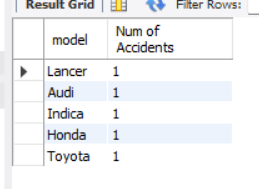 Result Grid Filter Rows:
model Num of
Accidents
Lancer 1
Audi 1
Indica 1
Honda 1
Toyota 1